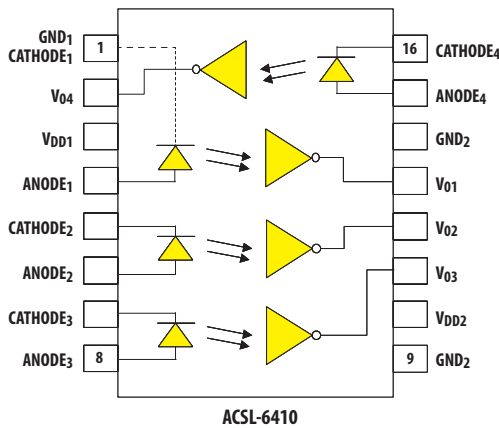 GND1
CATHODE1
1
16
CATHODE4
V04
ANODE4
VDD1
GND2
ANODE1
V01
CATHODE2
V02
ANODE2
V03
CATHODE3
VDD2
ANODE3
8
9
GND2
ACSL-6410